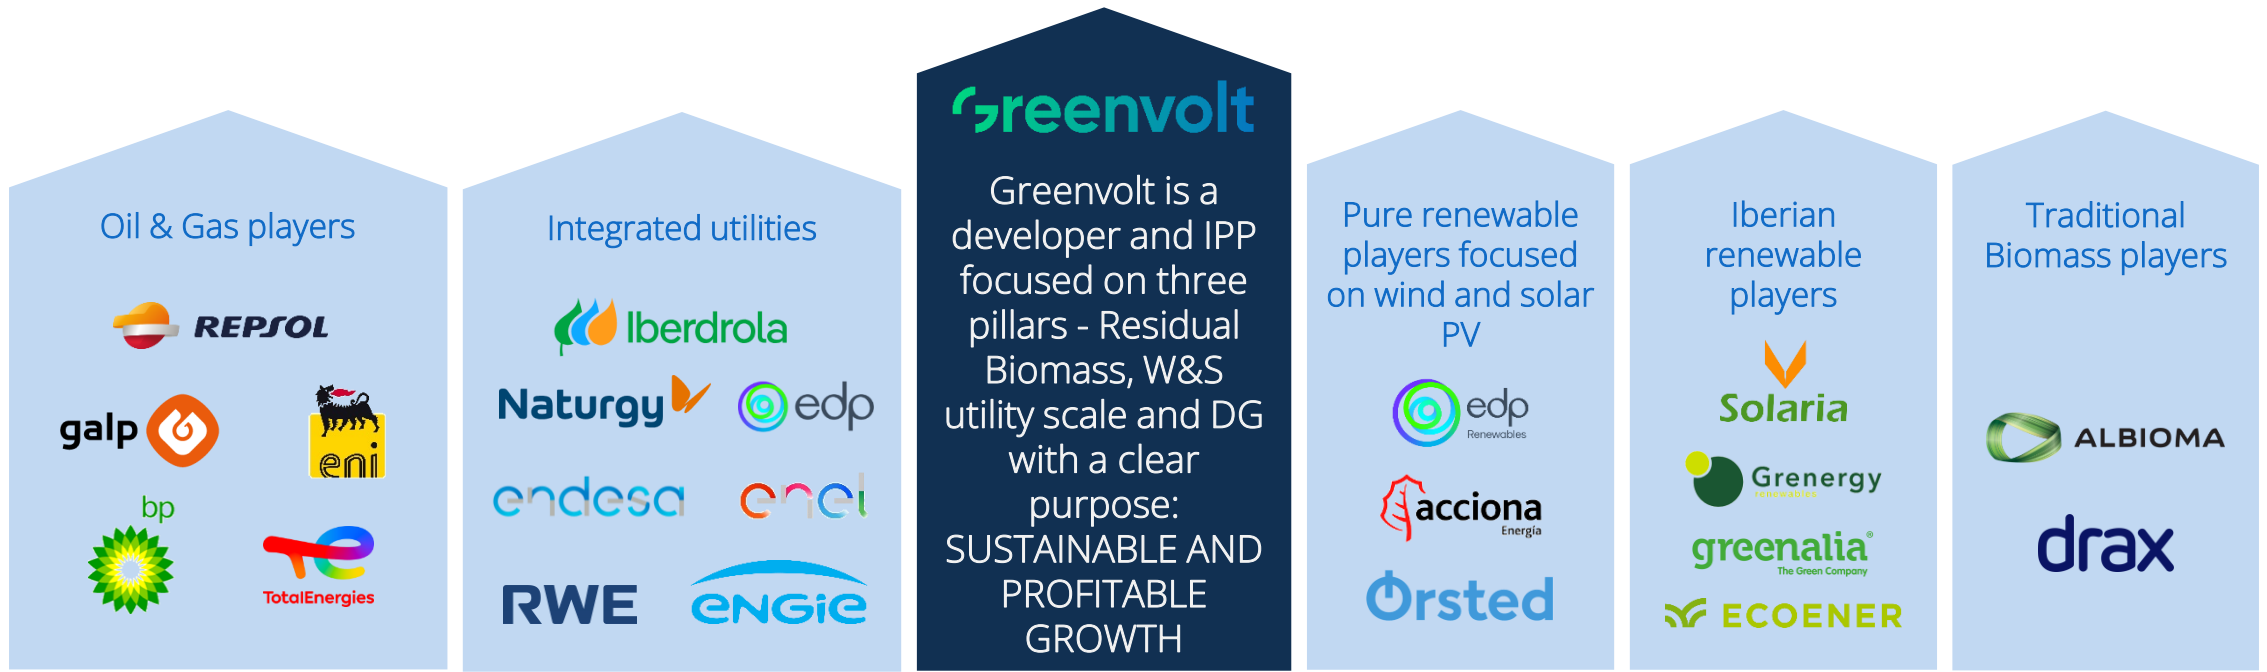 Oil & Gas players
REPSOL
galp
eni
bp
TotalEnergies
Integrated utilities
Iberdrola
Naturgy
edp
endesa
enel
RWE
ENGIE
Greenvolt
Greenvolt is a
developer and IPP
focused on three
pillars - Residual
Biomass, W&S
utility scale and DG
with a clear
purpose:
SUSTAINABLE AND
PROFITABLE
GROWTH
Pure renewable
players focused
on wind and solar
PV
edp
Renewables
acciona
Energía
Ørsted
Iberian
renewable
players
Solaria
Grenergy
RENOVABLES
greenalia®
The Green Company
ECOENER
Traditional
Biomass players
ALBIOMA
drax